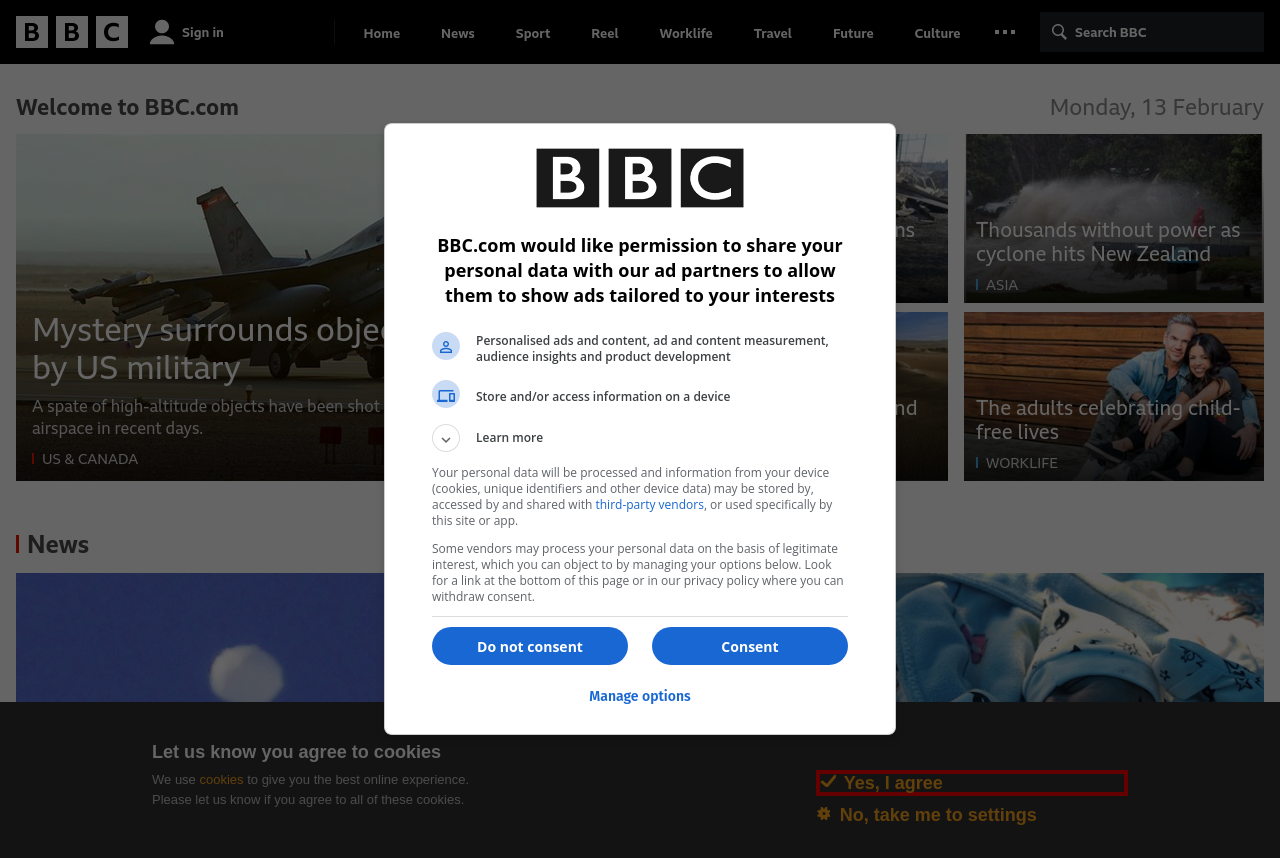 BBC
Sign in
Home
News
Sport
Reel
Worklife
Travel
Future
Culture
Search BBC
Welcome to BBC.com
Monday, 13 February
Mystery surrounds
by US military
A spate of high-altitude objects have been shot
airspace in recent days.
US & CANADA
Thousands without power as
cyclone hits New Zealand
ASIA
The adults celebrating child-
free lives
WORKLIFE
News
BBC
BBC.com would like permission to share your
personal data with our ad partners to allow
them to show ads tailored to your interests
Personalised ads and content, ad and content measurement,
audience insights and product development
Store and/or access information on a device
Learn more
Your personal data will be processed and information from your device
(cookies, unique identifiers and other device data) may be stored by,
accessed by and shared with third-party vendors, or used specifically by
this site or app.
Some vendors may process your personal data on the basis of legitimate
interest, which you can object to by managing your options below. Look
for a link at the bottom of this page or in our privacy policy where you can
withdraw consent.
Do not consent
Consent
Manage options
Let us know you agree to cookies
We use cookies to give you the best online experience.
Please let us know if you agree to all of these cookies.
Yes, I agree
No, take me to settings